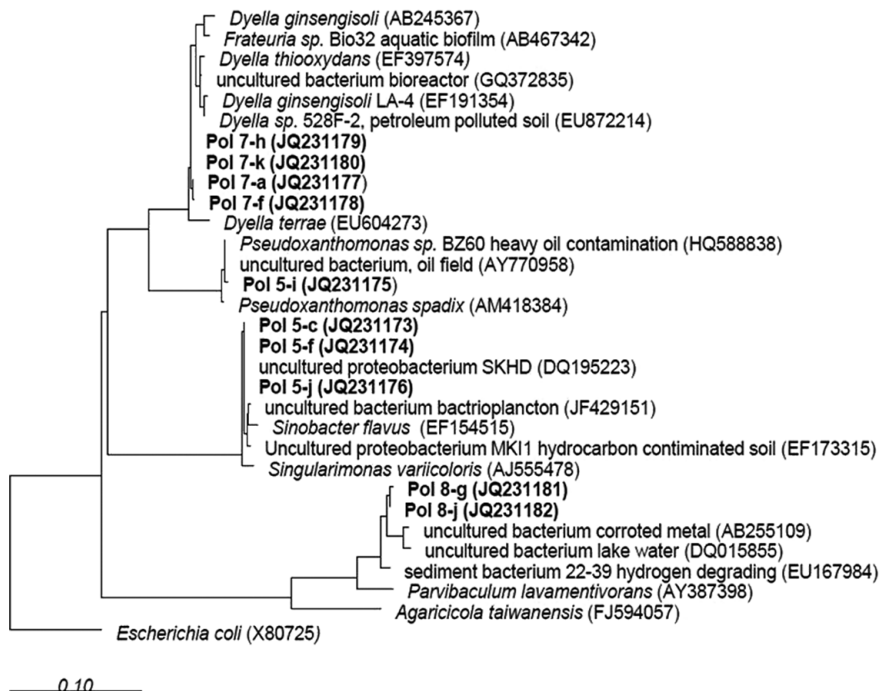 Dyella ginsengisoli (AB245367)
Frateuria sp. Bio32 aquatic biofilm (AB467342)
Dyella thiooxydans (EF397574)
uncultured bacterium bioreactor (GQ372835)
Dyella ginsengisoli LA-4 (EF191354)
Dyella sp. 528F-2, petroleum polluted soil (EU872214)
Pol 7-h (JQ231179)
Pol 7-k (JQ231180)
Pol 7-a (JQ231177)
Pol 7-f (JQ231178)
Dyella terrae (EU604273)
Pseudoxanthomonas sp. BZ60 heavy oil contamination (HQ588838)
uncultured bacterium, oil field (AY770958)
Pol 5-i (JQ231175)
Pseudoxanthomonas spadix (AM418384)
Pol 5-c (JQ231173)
Pol 5-f (JQ231174)
uncultured proteobacterium SKHD (DQ195223)
Pol 5-j (JQ231176)
uncultured bacterium bactrioplancton (JF429151)
Sinobacter flavus (EF154515)
Uncultured proteobacterium MKI1 hydrocarbon contiminated soil (EF173315)
Singularimonas variicoloris (AJ555478)
Pol 8-g (JQ231181)
Pol 8-j (JQ231182)
uncultured bacterium corroted metal (AB255109)
uncultured bacterium lake water (DQ015855)
sediment bacterium 22-39 hydrogen degrading (EU167984)
Parvibaculum lavamentivorans (AY387398)
Agaricicola taiwanensis (FJ594057)
Escherichia coli (X80725)
0.10